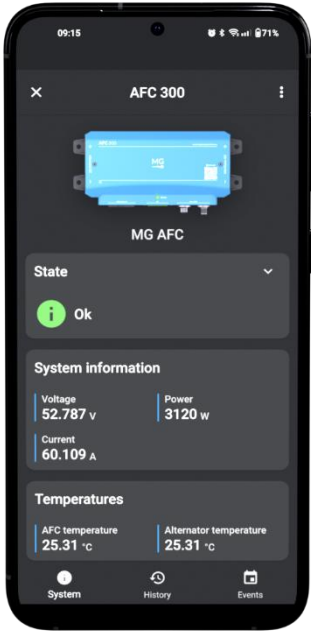 09:15
71%
AFC 300
MG
MG AFC
State
i Ok
System information
Voltage Power
52.787 V 3120 W
Current
60.109 A
Temperatures
AFC temperature Alternator temperature
25.31 °C 25.31 °C
System History Events